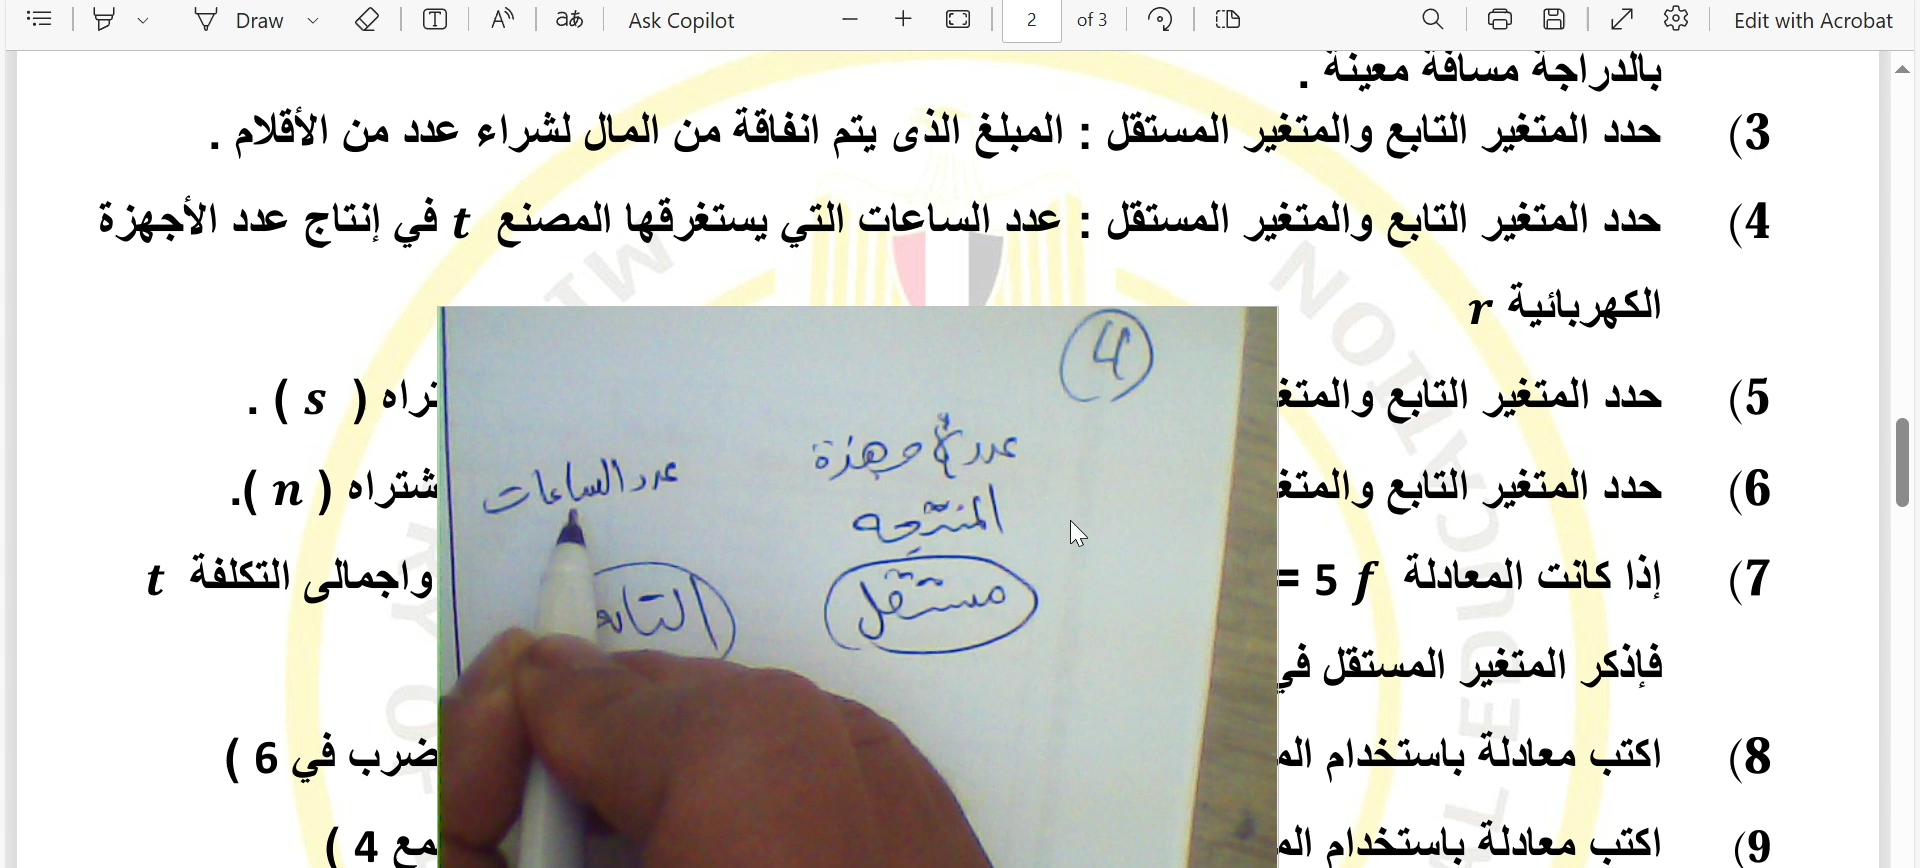 Draw
Ask Copilot
2 of 3
Edit with Acrobat
بالدراجة مسافة معينة .
3) حدد المتغير التابع والمتغير المستقل : المبلغ الذى يتم انفاقة من المال لشراء عدد من الأقلام .
4) حدد المتغير التابع والمتغير المستقل : عدد الساعات التي يستغرقها المصنع t في إنتاج عدد الأجهزة
الكهربائية r
5) حدد المتغير التابع والمتغ
( s ) .
6) حدد المتغير التابع والمتغ
( n ).
7) إذا كانت المعادلة = 5 f
واجمالى التكلفة t
فإذكر المتغير المستقل في
8) اكتب معادلة باستخدام الم
ضرب في 6 )
9) اكتب معادلة باستخدام الم
مع 4 )
4
عدد الأجهزة
المنتجه
مستقل
عدد الساعات